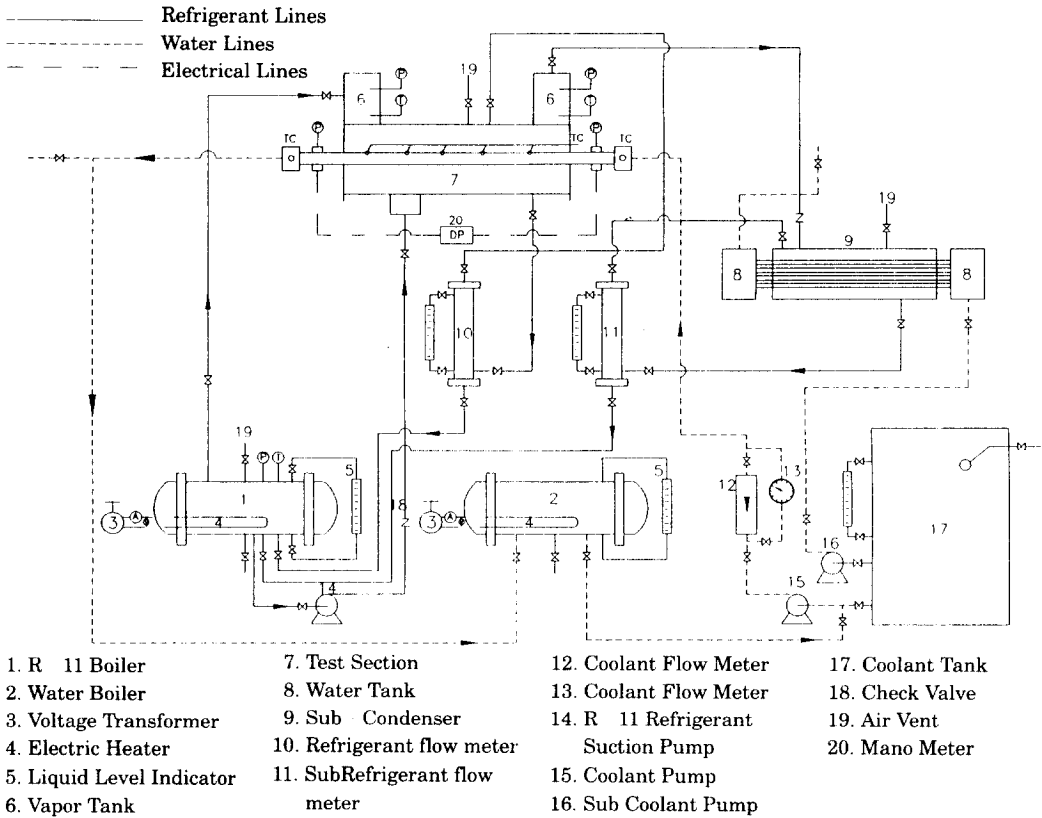 Refrigerant Lines
Water Lines
Electrical Lines
P
19
P
6
T
6
T
P
P
TC
TC
TC
7
20
DP
19
9
8
8
10
11
19
P
T
5
5
12
13
1
2
18
3
A
4
3
A
4
17
16
14
15
1. R 11 Boiler
2. Water Boiler
3. Voltage Transformer
4. Electric Heater
5. Liquid Level Indicator
6. Vapor Tank
7. Test Section
8. Water Tank
9. Sub Condenser
10. Refrigerant flow meter
11. SubRefrigerant flow
meter
12. Coolant Flow Meter
13. Coolant Flow Meter
14. R 11 Refrigerant
Suction Pump
15. Coolant Pump
16. Sub Coolant Pump
17. Coolant Tank
18. Check Valve
19. Air Vent
20. Mano Meter